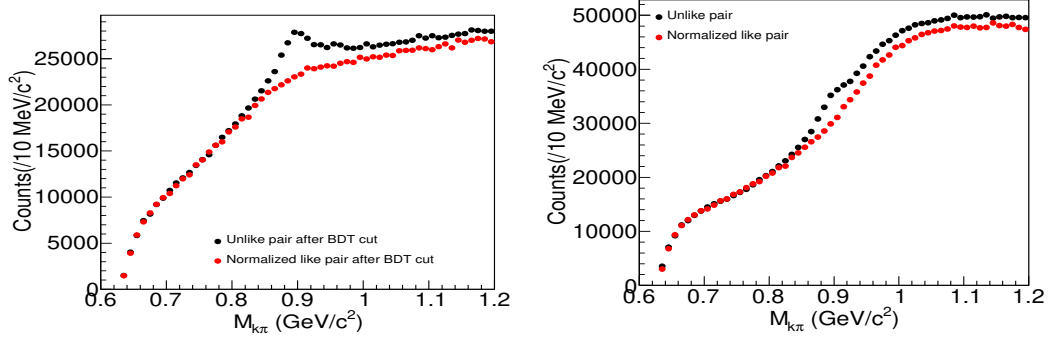 Counts(/10 MeV/c²)
25000
20000
15000
10000
5000
0
Unlike pair after BDT cut
Normalized like pair after BDT cut
0.6 0.7 0.8 0.9 1 1.1 1.2
Mkπ (GeV/c²)
Counts(/10 MeV/c²)
50000
40000
30000
20000
10000
0
Unlike pair
Normalized like pair
0.6 0.7 0.8 0.9 1 1.1 1.2
Mkπ (GeV/c²)